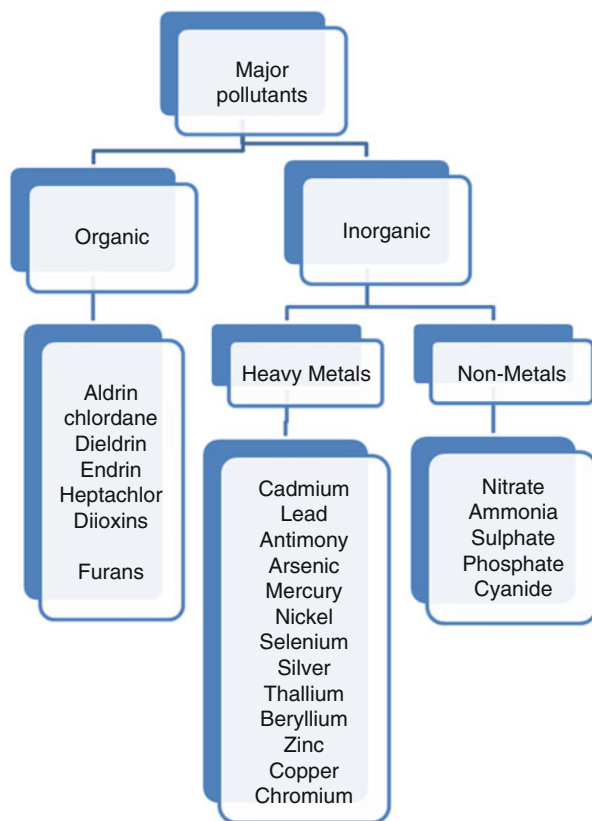 Major
pollutants
Organic
Inorganic
Aldrin
chlordane
Dieldrin
Endrin
Heptachlor
Diioxins
Furans
Heavy Metals
Non-Metals
Cadmium
Lead
Antimony
Arsenic
Mercury
Nickel
Selenium
Silver
Thallium
Beryllium
Zinc
Copper
Chromium
Nitrate
Ammonia
Sulphate
Phosphate
Cyanide